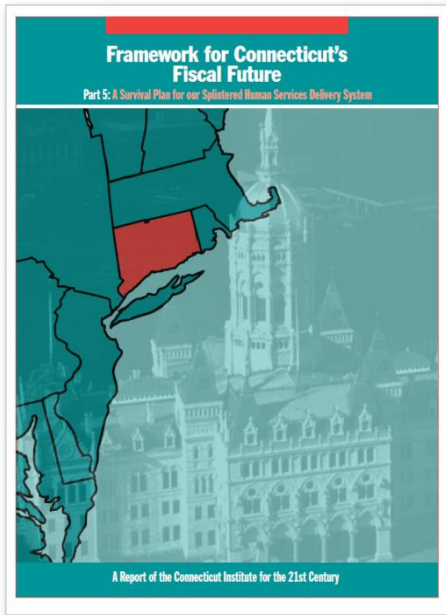 Framework for Connecticut's
Fiscal Future
Part 5: A Survival Plan for our Splintered Human Services Delivery System
A Report of the Connecticut Institute for the 21st Century